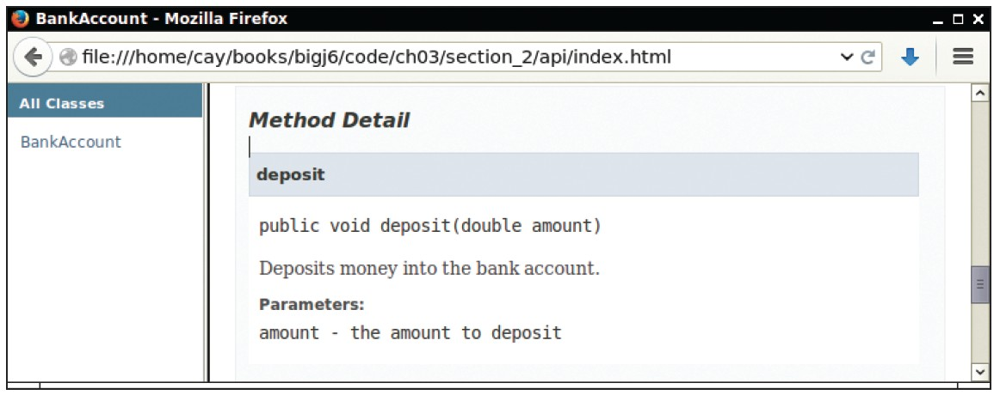 BankAccount - Mozilla Firefox
file:///home/cay/books/bigj6/code/ch03/section_2/api/index.html
All Classes
BankAccount
Method Detail
deposit
public void deposit(double amount)
Deposits money into the bank account.
Parameters:
amount - the amount to deposit